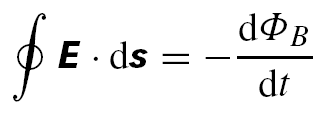 ∮ E · ds = − dΦ_B / dt